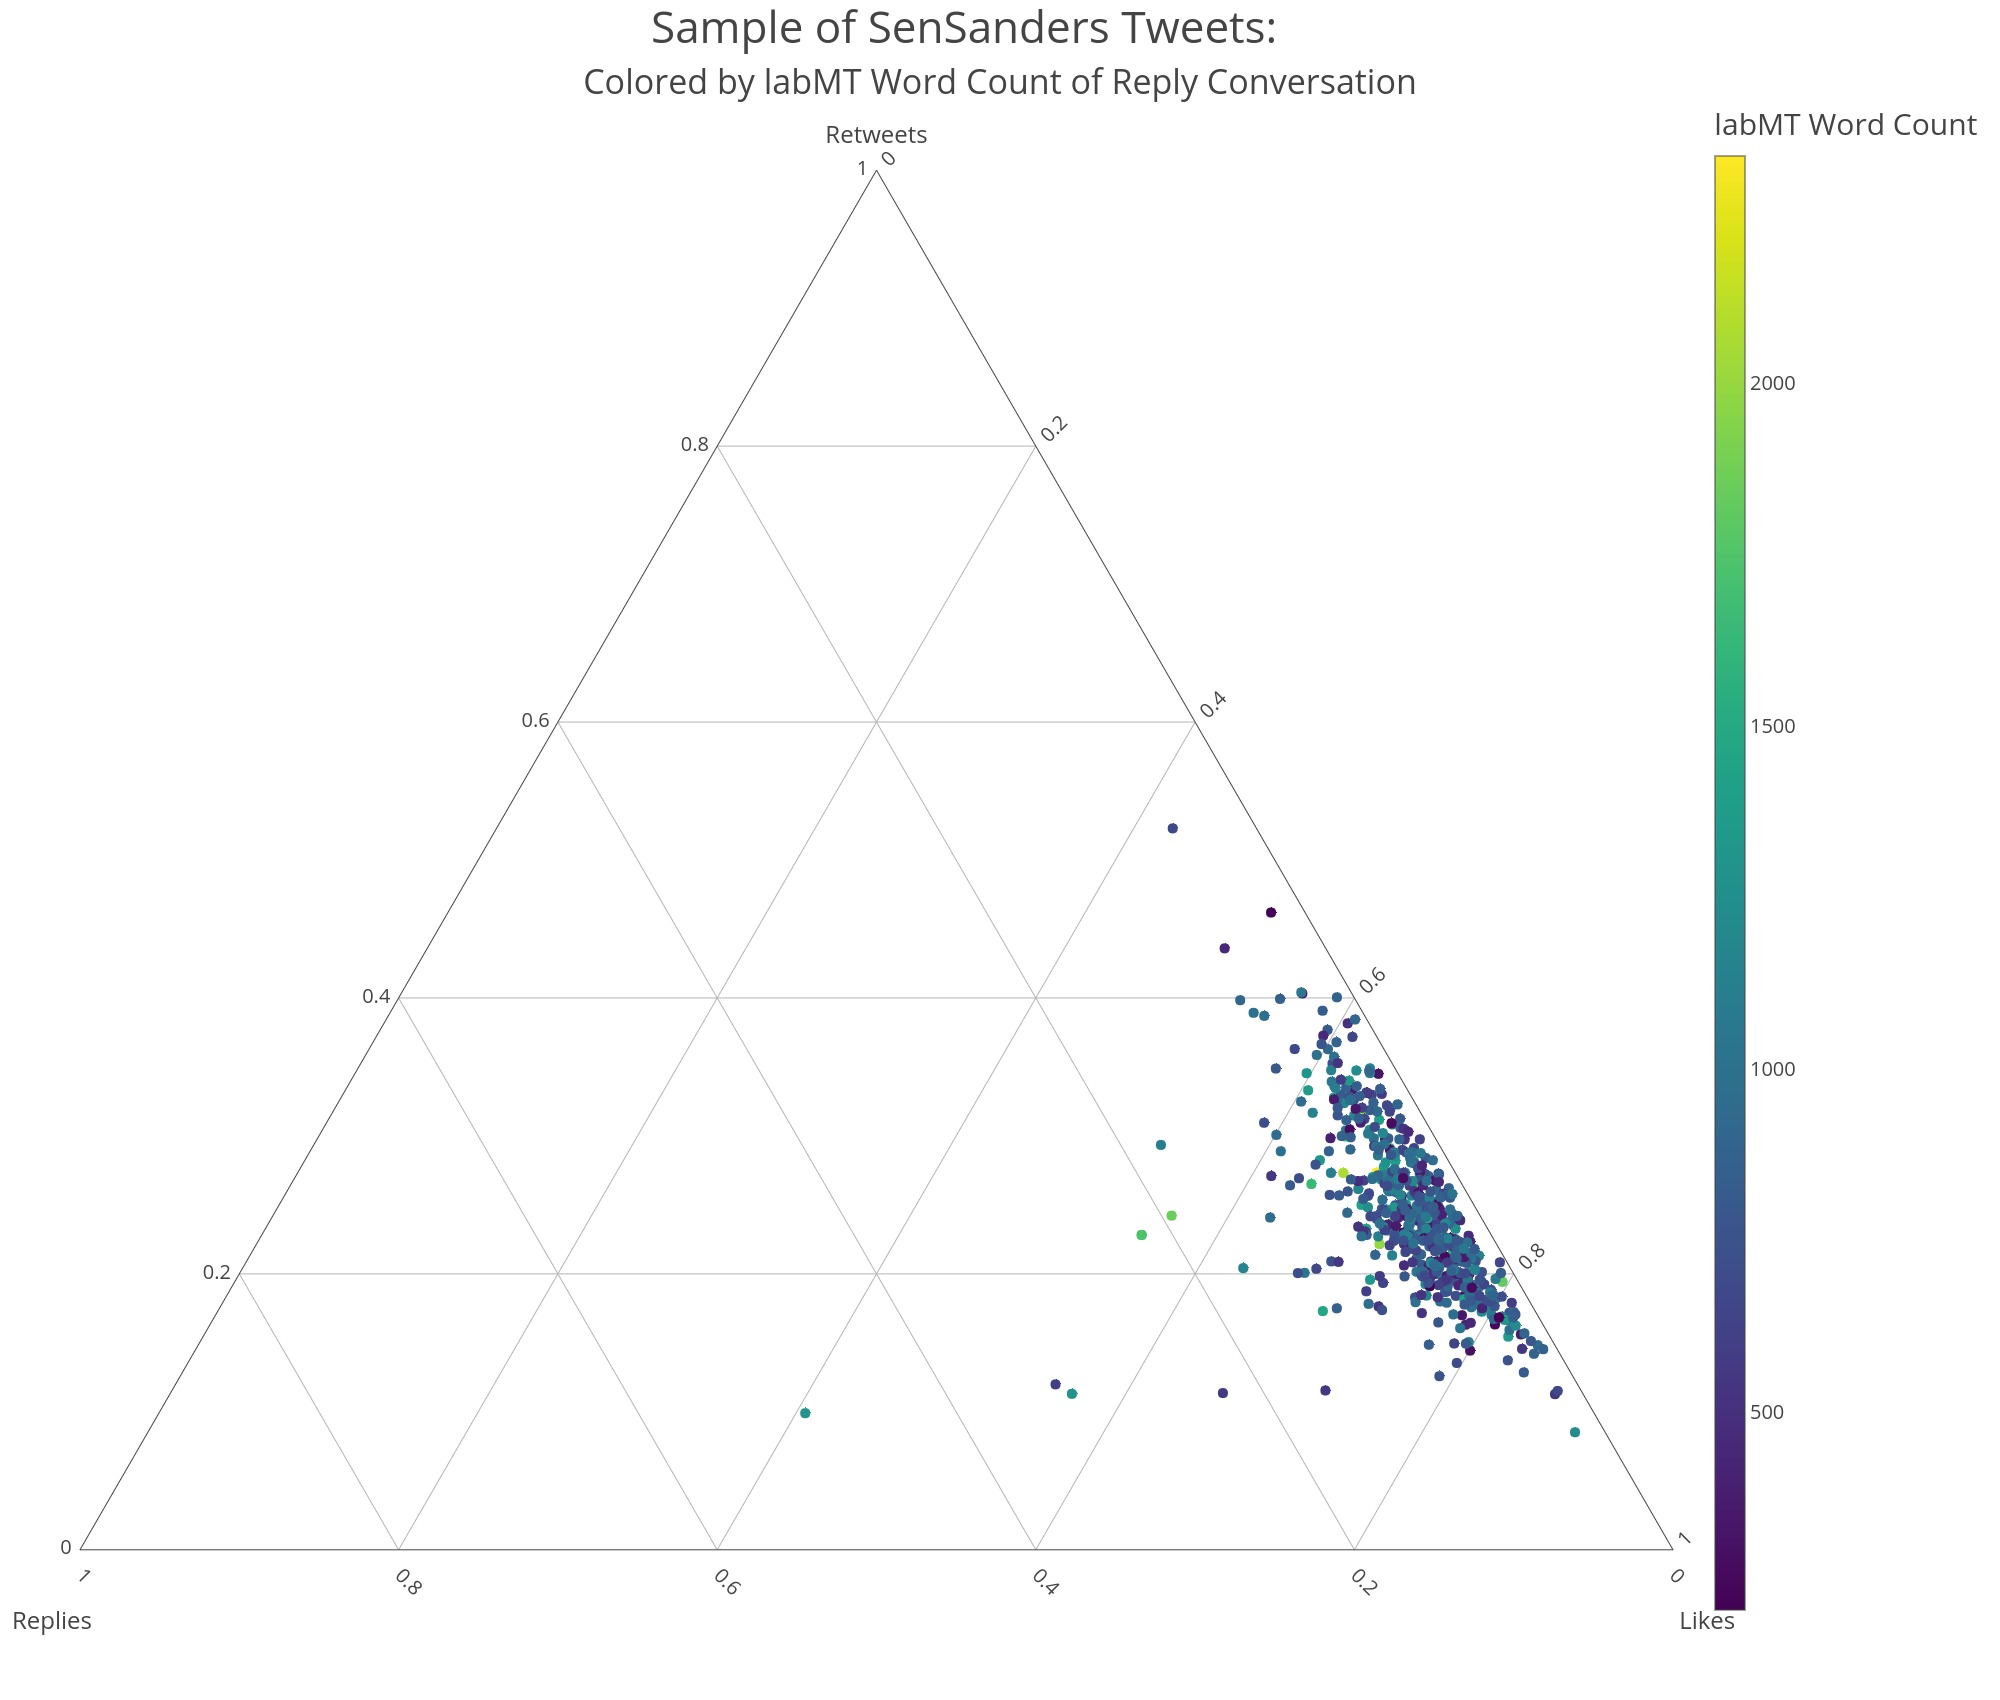 Sample of SenSanders Tweets:
Colored by labMT Word Count of Reply Conversation
labMT Word Count
Retweets
1 0
0.8 0.2
0.6 0.4
0.4 0.6
0.2 0.8
0 1
1 0.8 0.6 0.4 0.2 0
Replies Likes
2000
1500
1000
500